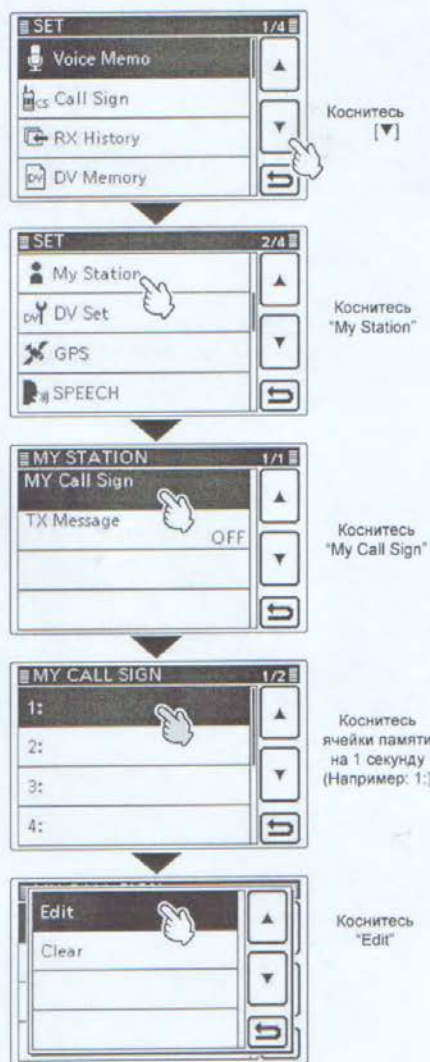 SET 1/4
Voice Memo
CS Call Sign
RX History
DV DV Memory
Коснитесь
[▼]
SET 2/4
My Station
DV DV Set
GPS
SPEECH
Коснитесь
"My Station"
MY STATION 1/1
MY Call Sign
TX Message
OFF
Коснитесь
"My Call Sign"
MY CALL SIGN 1/2
1:
2:
3:
4:
Коснитесь
ячейки памяти
на 1 секунду
(Например: 1:)
Edit
Clear
Коснитесь
"Edit"